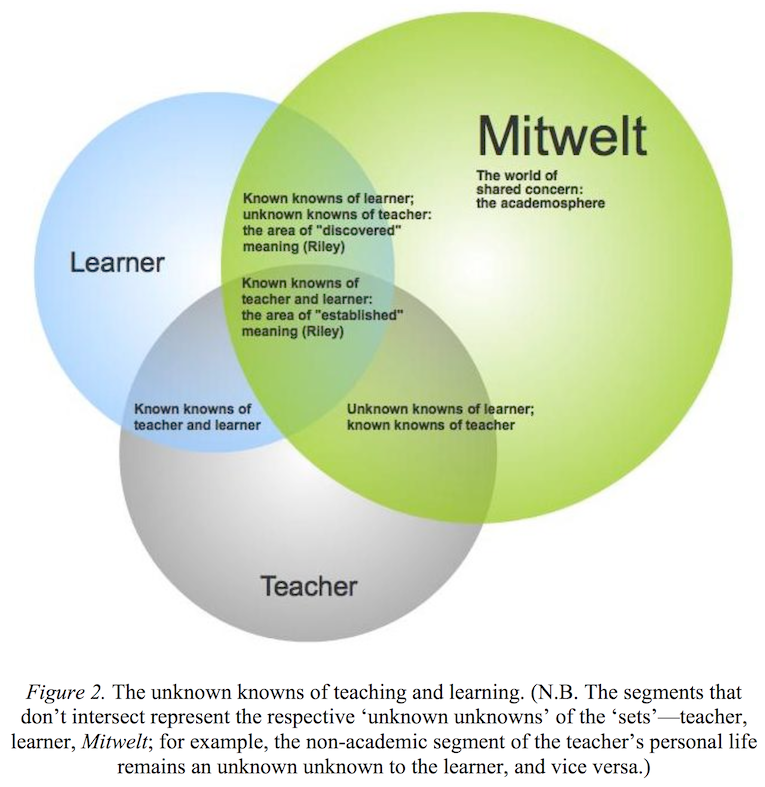 Mitwelt
The world of
shared concern:
the academosphere
Learner
Known knowns of learner;
unknown knowns of teacher:
the area of "discovered"
meaning (Riley)
Known knowns of
teacher and learner:
the area of "established"
meaning (Riley)
Known knowns of
teacher and learner
Unknown knowns of learner;
known knowns of teacher
Teacher
Figure 2. The unknown knowns of teaching and learning. (N.B. The segments that
don’t intersect represent the respective ‘unknown unknowns’ of the ‘sets’—teacher,
learner, Mitwelt; for example, the non-academic segment of the teacher’s personal life
remains an unknown unknown to the learner, and vice versa.)